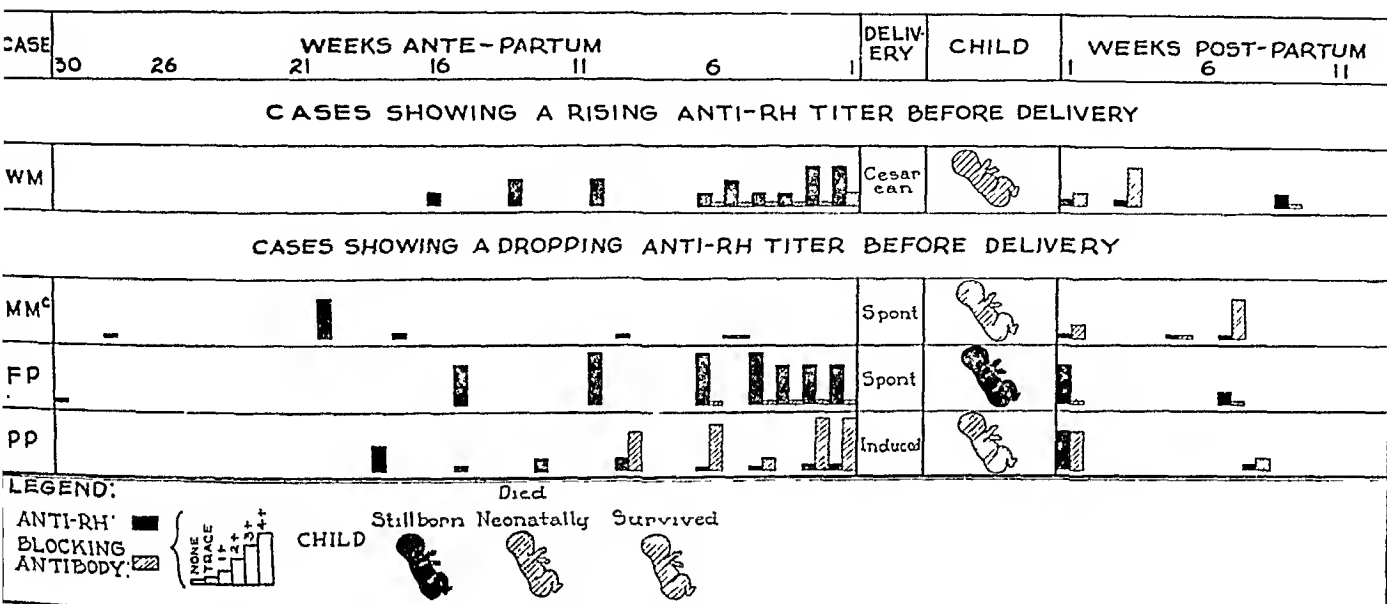 CASE WEEKS ANTE-PARTUM DELIV-ERY CHILD WEEKS POST-PARTUM
30 26 21 16 11 6 1 1 6 11
CASES SHOWING A RISING ANTI-RH TITER BEFORE DELIVERY
WM Cesar ean
CASES SHOWING A DROPPING ANTI-RH TITER BEFORE DELIVERY
MMᶜ Spont
FP Spont
PP Induced
LEGEND:
ANTI-RH'
BLOCKING
ANTIBODY:
NONE
TRACE
1+
2+
3+
4+
CHILD
Stillborn
Died
Neonatally
Survived